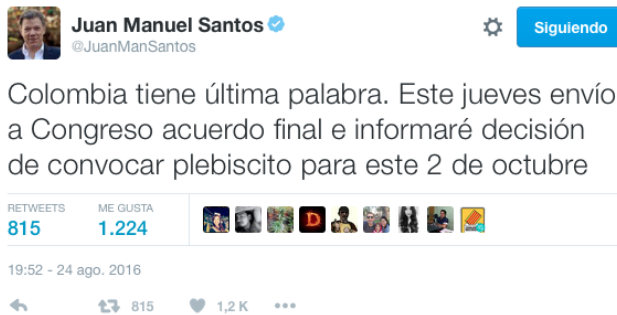 Juan Manuel Santos
@JuanManSantos
Siguiendo
Colombia tiene última palabra. Este jueves envío
a Congreso acuerdo final e informaré decisión
de convocar plebiscito para este 2 de octubre
RETWEETS ME GUSTA
815 1.224
D
19:52 - 24 ago. 2016
815 1,2 K